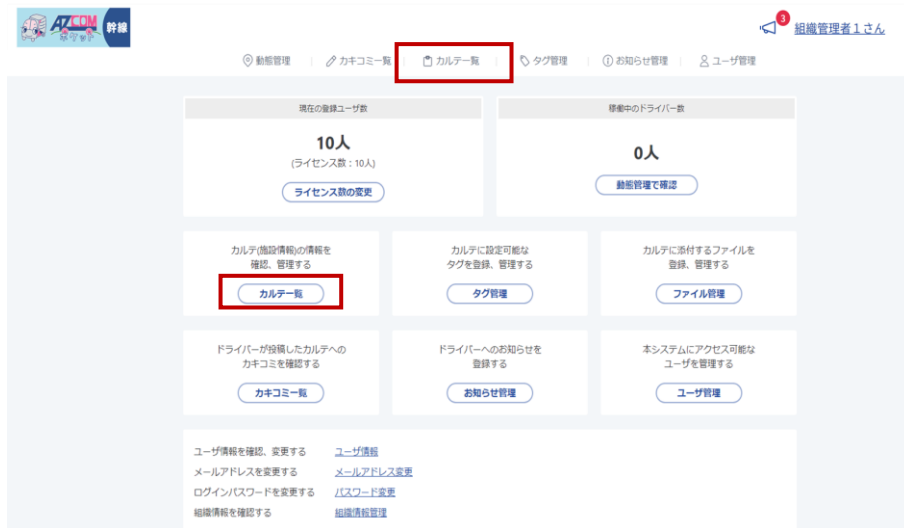 AZCOM
ロケット
幹線
3
組織管理者1さん
動態管理
カキコミ一覧
カルテ一覧
タグ管理
お知らせ管理
ユーザ管理
現在の登録ユーザ数
10人
(ライセンス数：10人)
ライセンス数の変更
稼働中のドライバー数
0人
動態管理で確認
カルテ(施設情報)の情報を
確認、管理する
カルテ一覧
カルテに設定可能な
タグを登録、管理する
タグ管理
カルテに添付するファイルを
登録、管理する
ファイル管理
ドライバーが投稿したカルテへの
カキコミを確認する
カキコミ一覧
ドライバーへのお知らせを
登録する
お知らせ管理
本システムにアクセス可能な
ユーザを管理する
ユーザ管理
ユーザ情報を確認、変更する ユーザ情報
メールアドレスを変更する メールアドレス変更
ログインパスワードを変更する パスワード変更
組織情報を確認する 組織情報管理